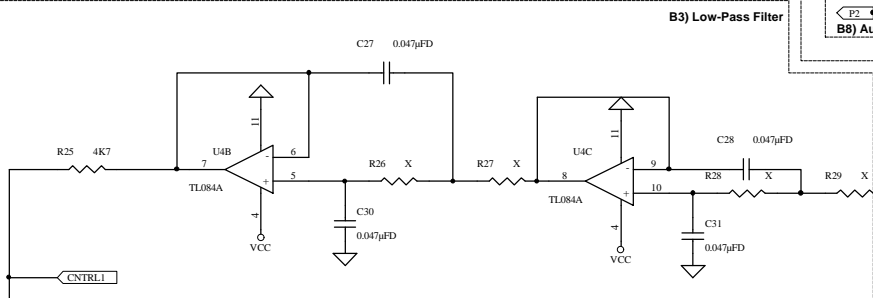 B3) Low-Pass Filter
P2
B8) Au
C27 0.047µFD
R25 4K7
7
U4B
TL084A
11
6
-
5
+
4
VCC
R26 X
C30
0.047µFD
R27 X
8
U4C
TL084A
11
9
-
10
+
4
VCC
C28 0.047µFD
R28 X
C31
0.047µFD
R29 X
CNTRL1